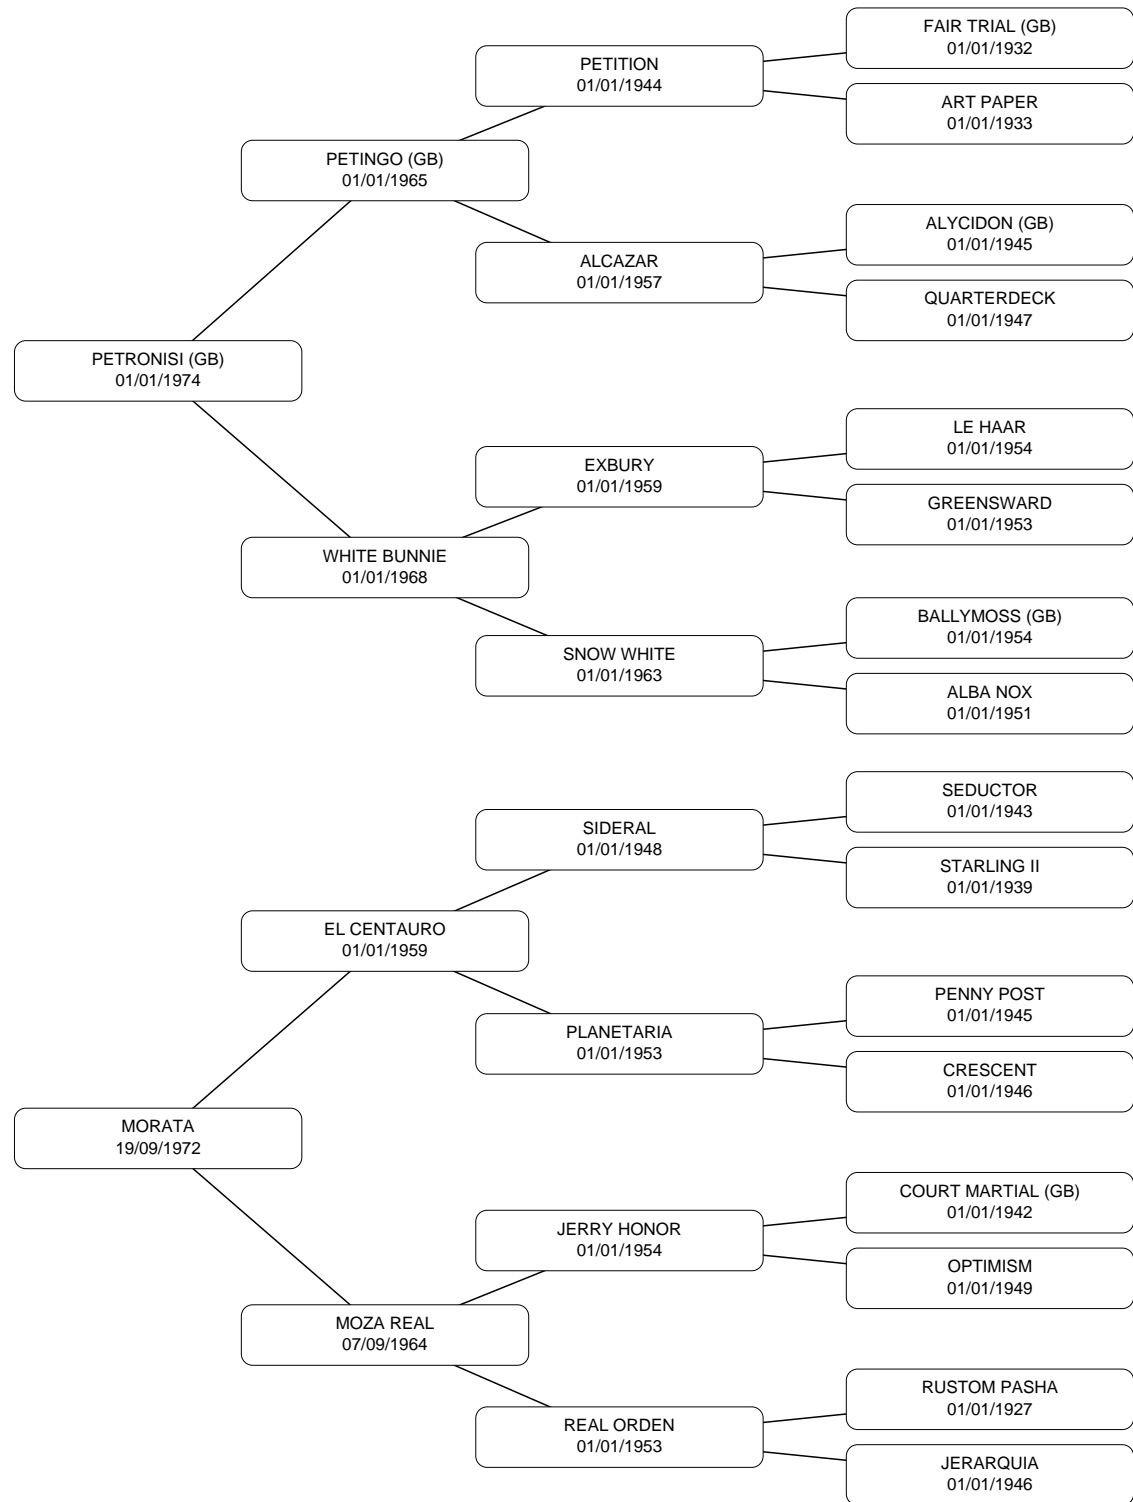 FAIR TRIAL (GB)
01/01/1932
PETITION
01/01/1944
ART PAPER
01/01/1933
PETINGO (GB)
01/01/1965
ALYCIDON (GB)
01/01/1945
ALCAZAR
01/01/1957
QUARTERDECK
01/01/1947
PETRONISI (GB)
01/01/1974
LE HAAR
01/01/1954
EXBURY
01/01/1959
GREENSWARD
01/01/1953
WHITE BUNNIE
01/01/1968
BALLYMOSS (GB)
01/01/1954
SNOW WHITE
01/01/1963
ALBA NOX
01/01/1951
SEDUCTOR
01/01/1943
SIDERAL
01/01/1948
STARLING II
01/01/1939
EL CENTAURO
01/01/1959
PENNY POST
01/01/1945
PLANETARIA
01/01/1953
CRESCENT
01/01/1946
MORATA
19/09/1972
COURT MARTIAL (GB)
01/01/1942
JERRY HONOR
01/01/1954
OPTIMISM
01/01/1949
MOZA REAL
07/09/1964
RUSTOM PASHA
01/01/1927
REAL ORDEN
01/01/1953
JERARQUIA
01/01/1946